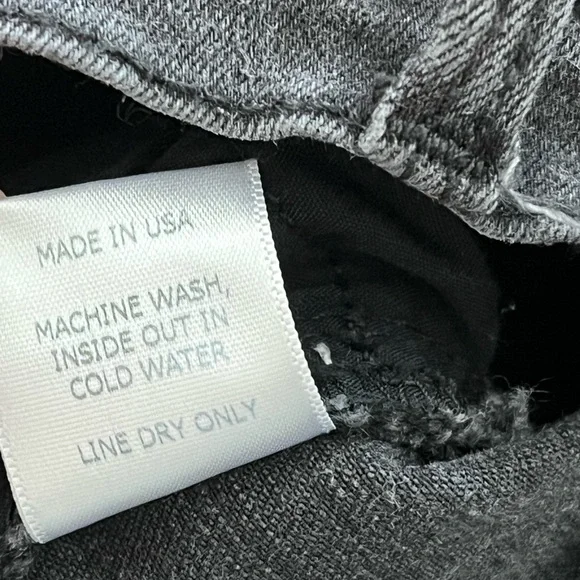 MADE IN USA
MACHINE WASH,
INSIDE OUT IN
COLD WATER
LINE DRY ONLY